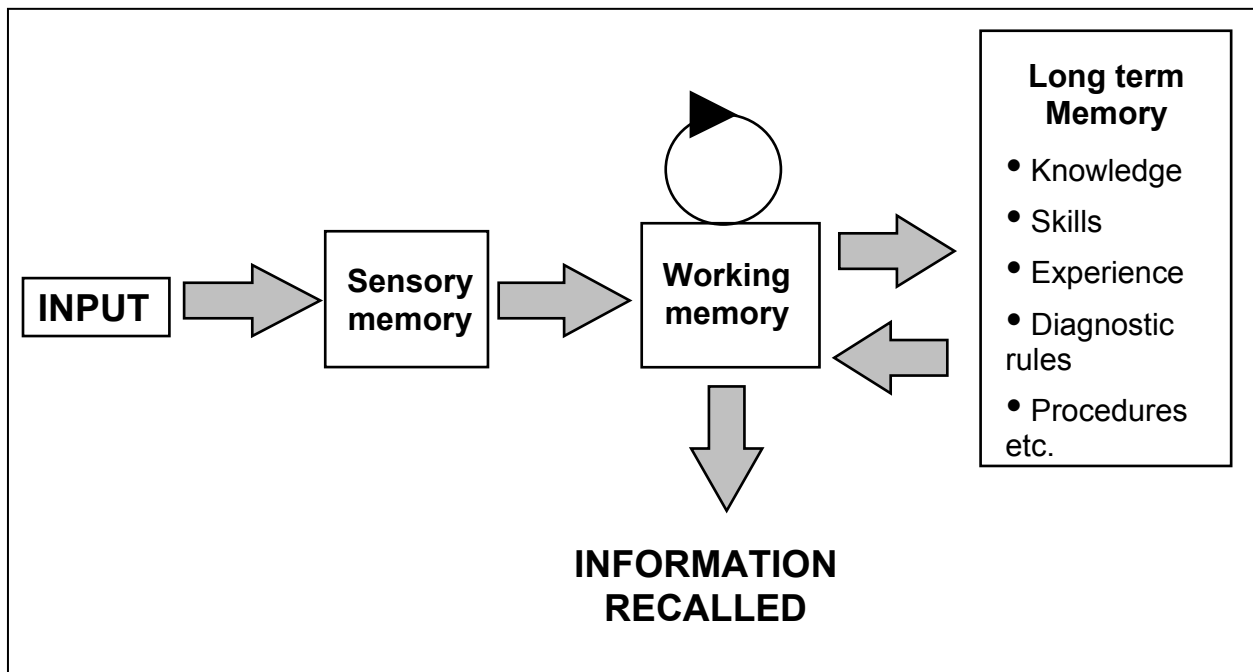 INPUT
Sensory
memory
Working
memory
Long term
Memory
• Knowledge
• Skills
• Experience
• Diagnostic
rules
• Procedures
etc.
INFORMATION
RECALLED